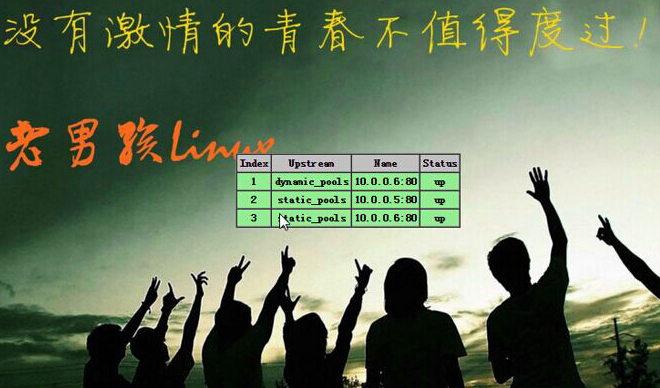 没有激情的青春不值得度过!
老男孩Linux
Index Upstream Name Status
1 dynamic_pools 10.0.0.6:80 up
2 static_pools 10.0.0.5:80 up
3 static_pools 10.0.0.6:80 up